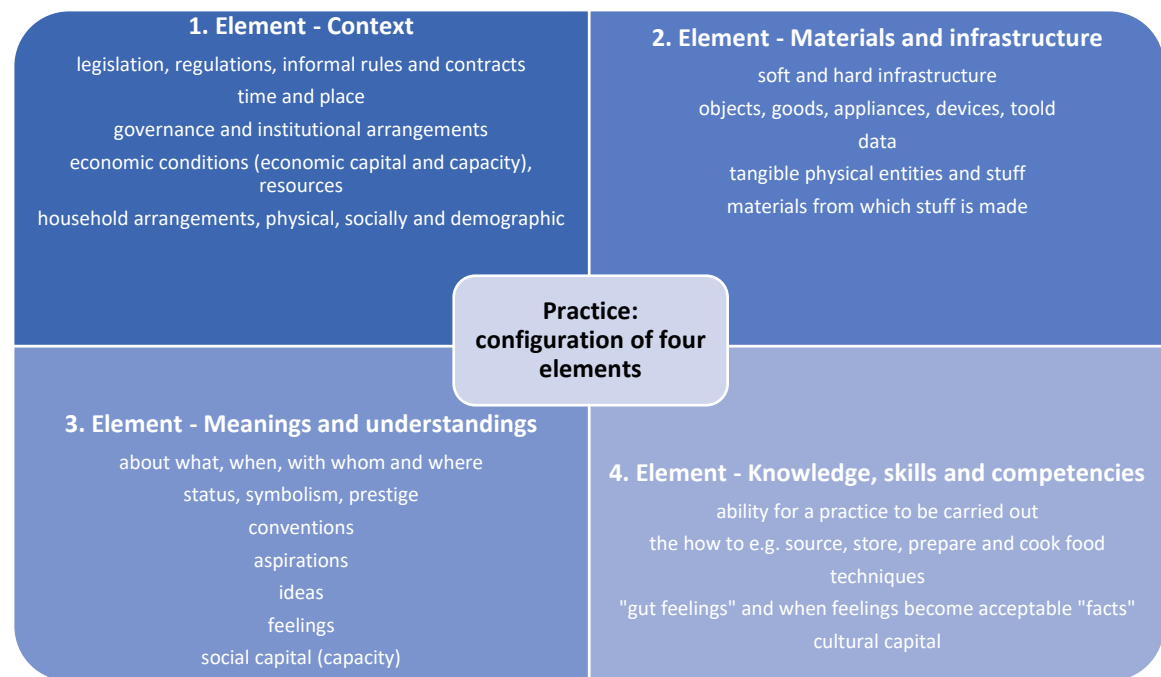 1. Element - Context
legislation, regulations, informal rules and contracts
time and place
governance and institutional arrangements
economic conditions (economic capital and capacity),
resources
household arrangements, physical, socially and demographic
2. Element - Materials and infrastructure
soft and hard infrastructure
objects, goods, appliances, devices, toold
data
tangible physical entities and stuff
materials from which stuff is made
Practice:
configuration of four
elements
3. Element - Meanings and understandings
about what, when, with whom and where
status, symbolism, prestige
conventions
aspirations
ideas
feelings
social capital (capacity)
4. Element - Knowledge, skills and competencies
ability for a practice to be carried out
the how to e.g. source, store, prepare and cook food
techniques
"gut feelings" and when feelings become acceptable "facts"
cultural capital